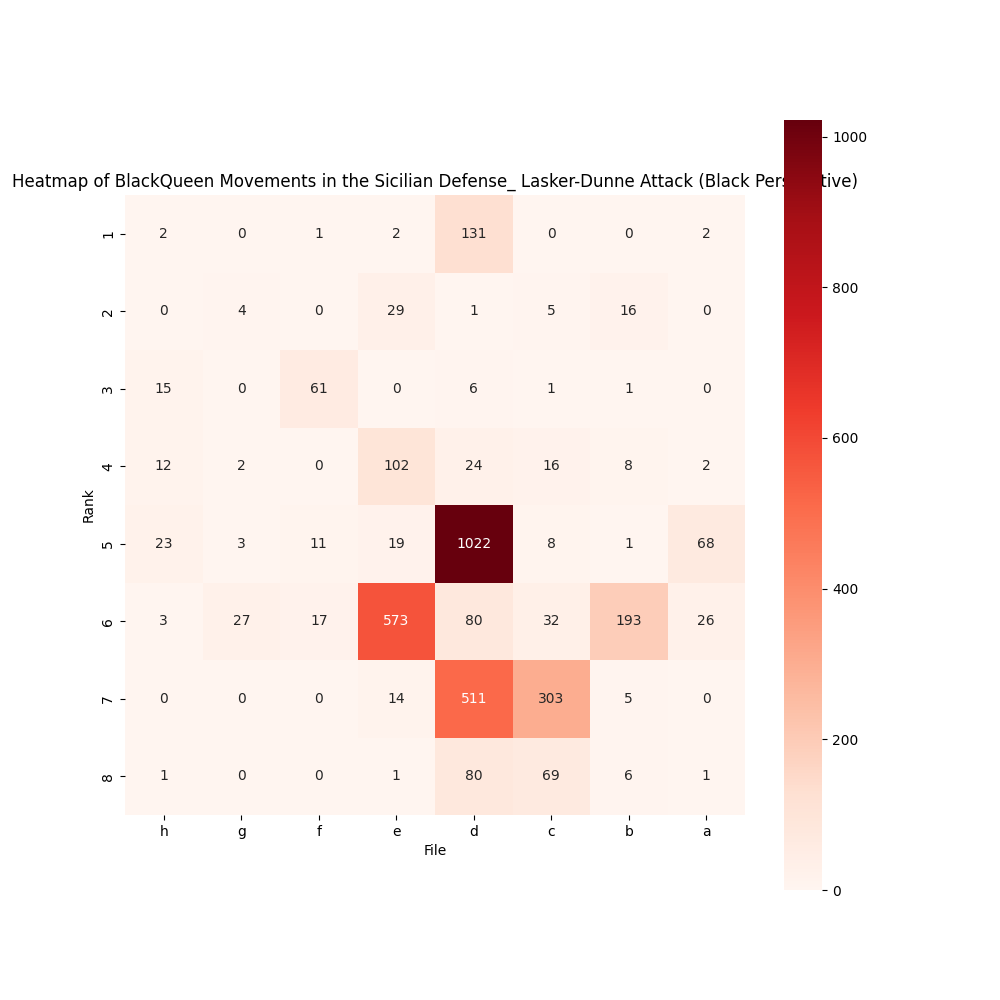 1000
Heatmap of BlackQueen Movements in the Sicilian Defense_ Lasker-Dunne Attack (Black Perspective)
1 2 0 1 2 131 0 0 2
800
2 0 4 0 29 1 5 16 0
3 15 0 61 0 6 1 1 0
600
4 12 2 0 102 24 16 8 2
Rank
5 23 3 11 19 1022 8 1 68
400
6 3 27 17 573 80 32 193 26
7 0 0 0 14 511 303 5 0
200
8 1 0 0 1 80 69 6 1
h g f e d c b a
File
0